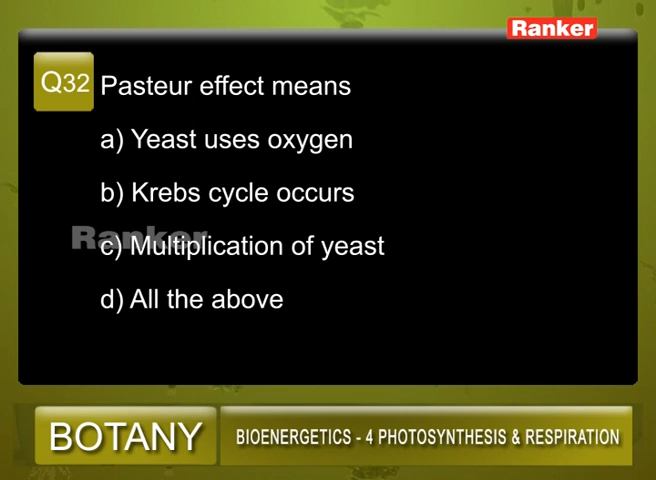 Ranker
Q32 Pasteur effect means
a) Yeast uses oxygen
b) Krebs cycle occurs
Ranker
c) Multiplication of yeast
d) All the above
BOTANY
BIOENERGETICS - 4 PHOTOSYNTHESIS & RESPIRATION